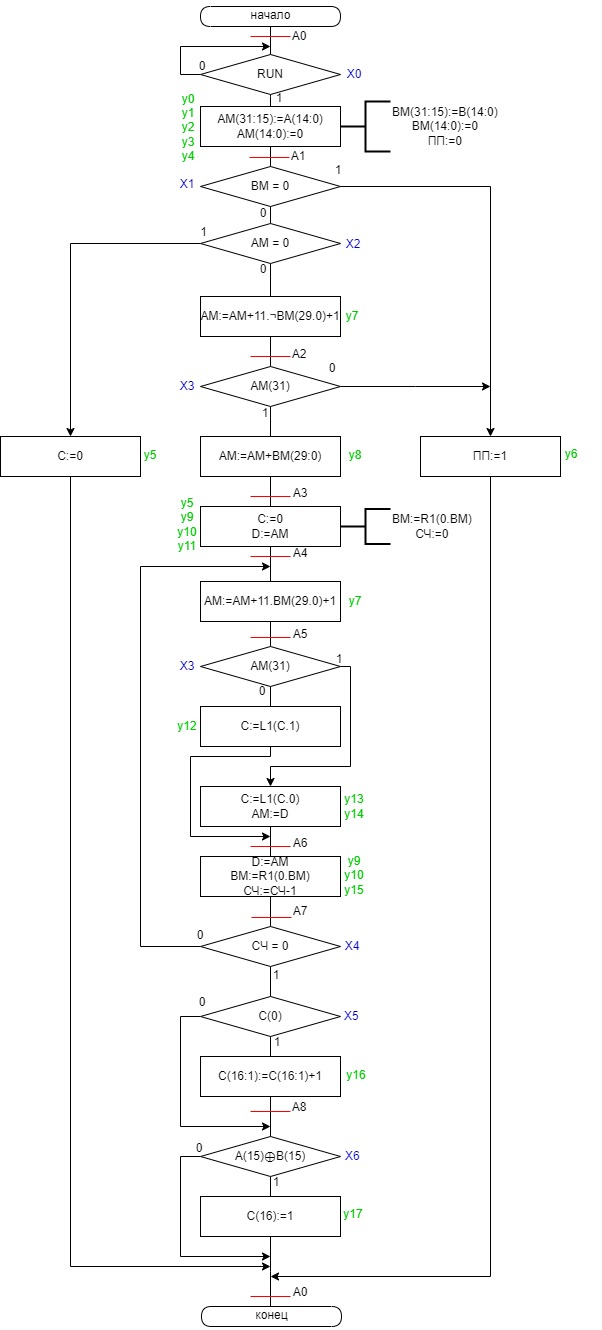 начало
A0
0
RUN
X0
1
y0
y1
y2
y3
y4
AM(31:15):=A(14:0)
AM(14:0):=0
BM(31:15):=B(14:0)
BM(14:0):=0
ПП:=0
A1
1
X1
BM = 0
0
1
AM = 0
X2
0
AM:=AM+11.¬BM(29.0)+1
y7
A2
0
X3
AM(31)
1
C:=0
y5
AM:=AM+BM(29:0)
y8
ПП:=1
y6
A3
y5
y9
y10
y11
C:=0
D:=AM
BM:=R1(0.BM)
СЧ:=0
A4
AM:=AM+11.BM(29.0)+1
y7
A5
X3
AM(31)
1
0
y12
C:=L1(C.1)
C:=L1(C.0)
AM:=D
y13
y14
A6
D:=AM
BM:=R1(0.BM)
СЧ:=СЧ-1
y9
y10
y15
A7
0
СЧ = 0
X4
1
0
C(0)
X5
1
C(16:1):=C(16:1)+1
y16
A8
0
A(15)⊕B(15)
X6
1
C(16):=1
y17
A0
конец